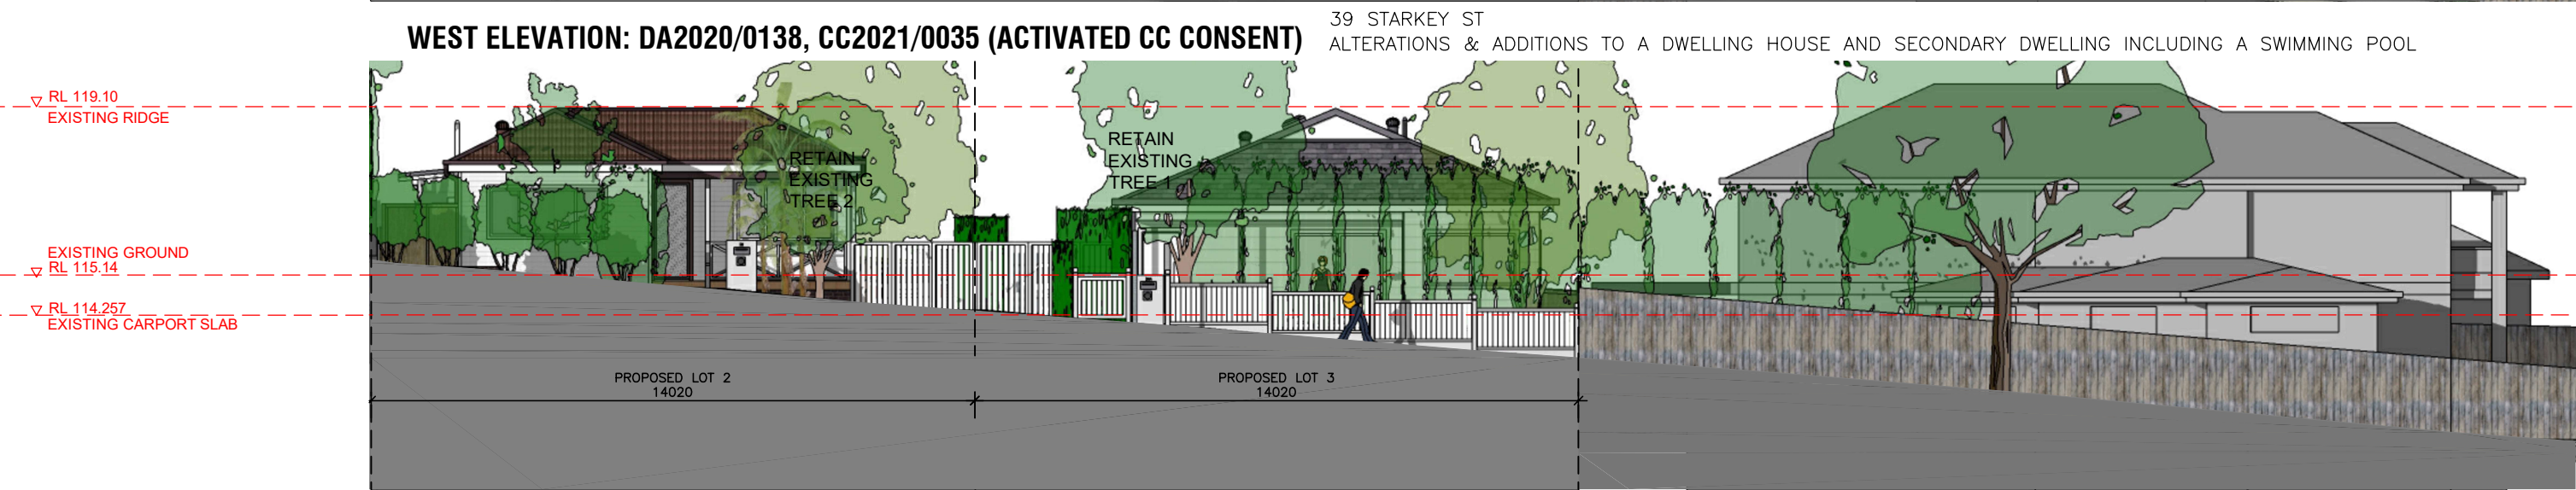 WEST ELEVATION: DA2020/0138, CC2021/0035 (ACTIVATED CC CONSENT)
39 STARKEY ST
ALTERATIONS & ADDITIONS TO A DWELLING HOUSE AND SECONDARY DWELLING INCLUDING A SWIMMING POOL
RL 119.10
EXISTING RIDGE
RETAIN
EXISTING
TREE 2
RETAIN
EXISTING
TREE 1
EXISTING GROUND
RL 115.14
RL 114.257
EXISTING CARPORT SLAB
PROPOSED LOT 2
14020
PROPOSED LOT 3
14020